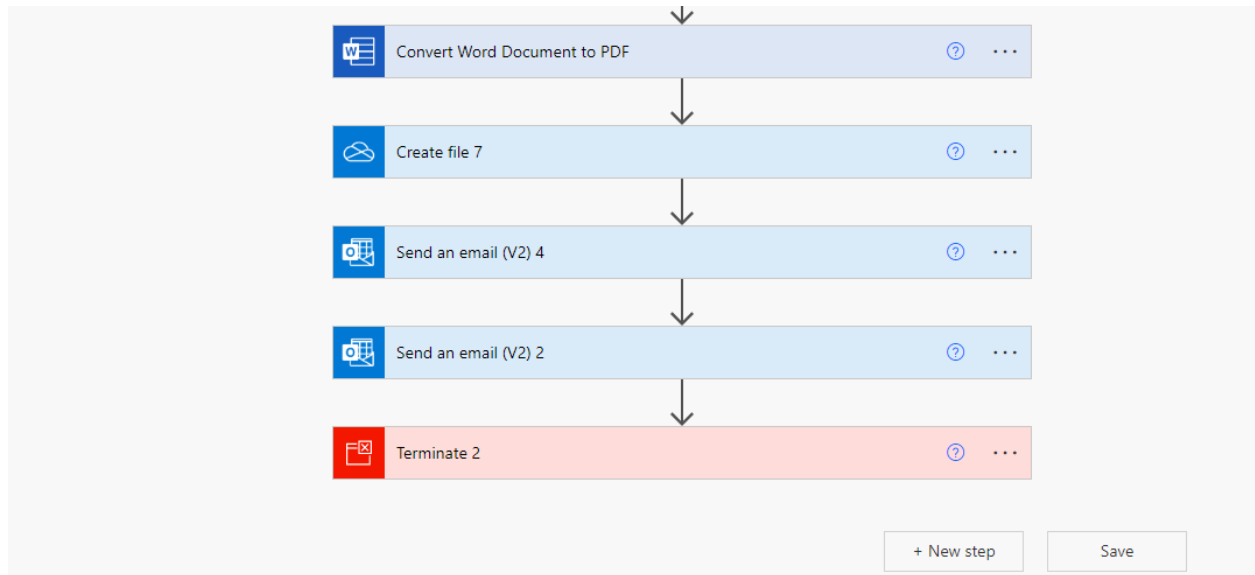 Convert Word Document to PDF
Create file 7
Send an email (V2) 4
Send an email (V2) 2
Terminate 2
+ New step Save